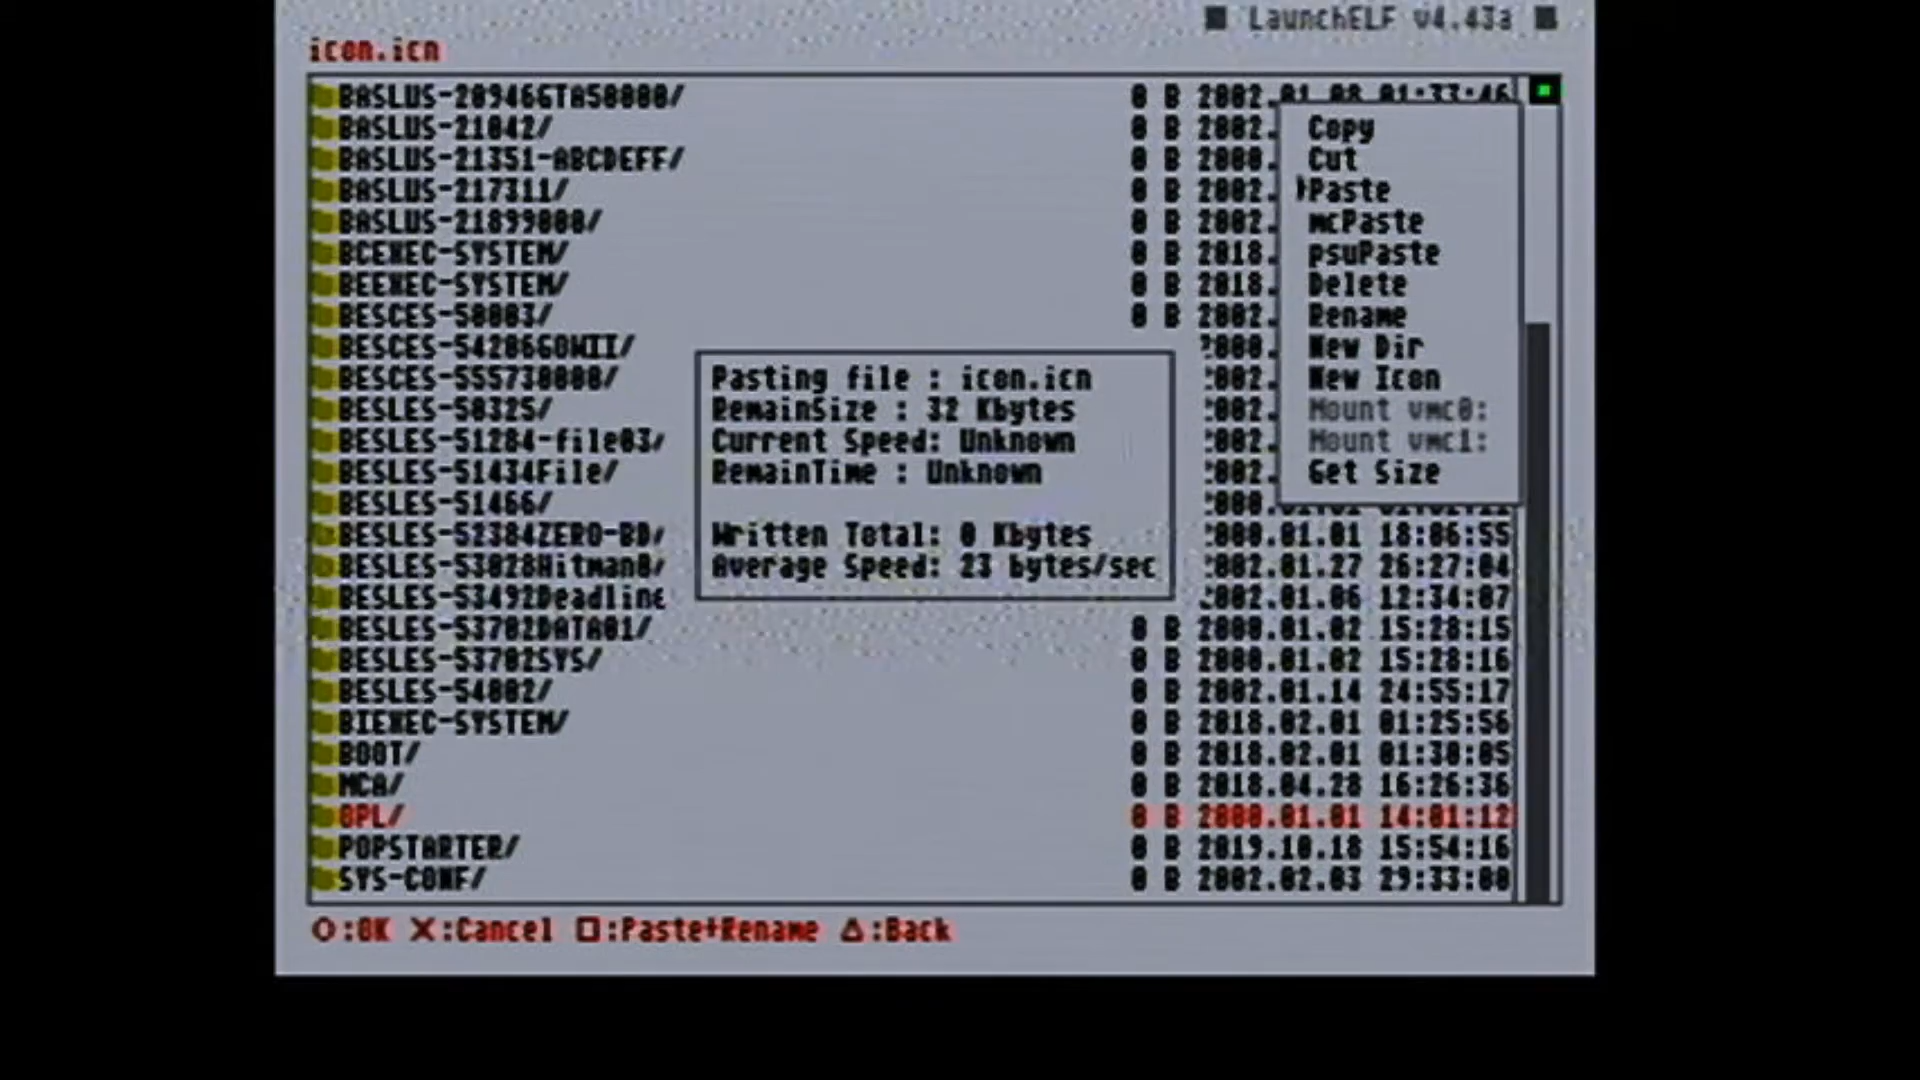 LaunchELF v4.43a
icon.icn
BASLUS-20946GTAS0000/ 0 B 2002.01.08 01:33:46
BASLUS-21042/ 0 B 2002.
BASLUS-21351-ABCDEFF/ 0 B 2000.
BASLUS-217311/ 0 B 2002.
BASLUS-21899000/ 0 B 2002.
BCEXEC-SYSTEM/ 0 B 2018.
BEEXEC-SYSTEM/ 0 B 2018.
BESCES-50003/ 0 B 2002.
BESCES-54206GOWII/
BESCES-555730000/
BESLES-50325/
BESLES-51284-file03/
BESLES-51434File/
BESLES-51466/
BESLES-52384ZERO-BD/ 000.01.01 18:06:55
BESLES-53028Hitman0/ 002.01.27 26:27:04
BESLES-53492Deadline 002.01.06 12:34:07
BESLES-53702DATA01/ 0 B 2000.01.02 15:28:15
BESLES-53702SYS/ 0 B 2000.01.02 15:28:16
BESLES-54002/ 0 B 2002.01.14 24:55:17
BIEXEC-SYSTEM/ 0 B 2018.02.01 01:25:56
BOOT/ 0 B 2018.02.01 01:30:05
MCA/ 0 B 2018.04.28 16:26:36
OPL/ 0 B 2000.01.01 14:01:12
POPSTARTER/ 0 B 2019.10.18 15:54:16
SYS-CONF/ 0 B 2002.02.03 29:33:00
Pasting file : icon.icn
RemainSize : 32 Kbytes
Current Speed: Unknown
RemainTime : Unknown
Written Total: 0 Kbytes
Average Speed: 23 bytes/sec
Copy
Cut
Paste
mcPaste
psuPaste
Delete
Rename
New Dir
New Icon
Mount vmc0:
Mount vmc1:
Get Size
○:OK ×:Cancel □:Paste+Rename △:Back